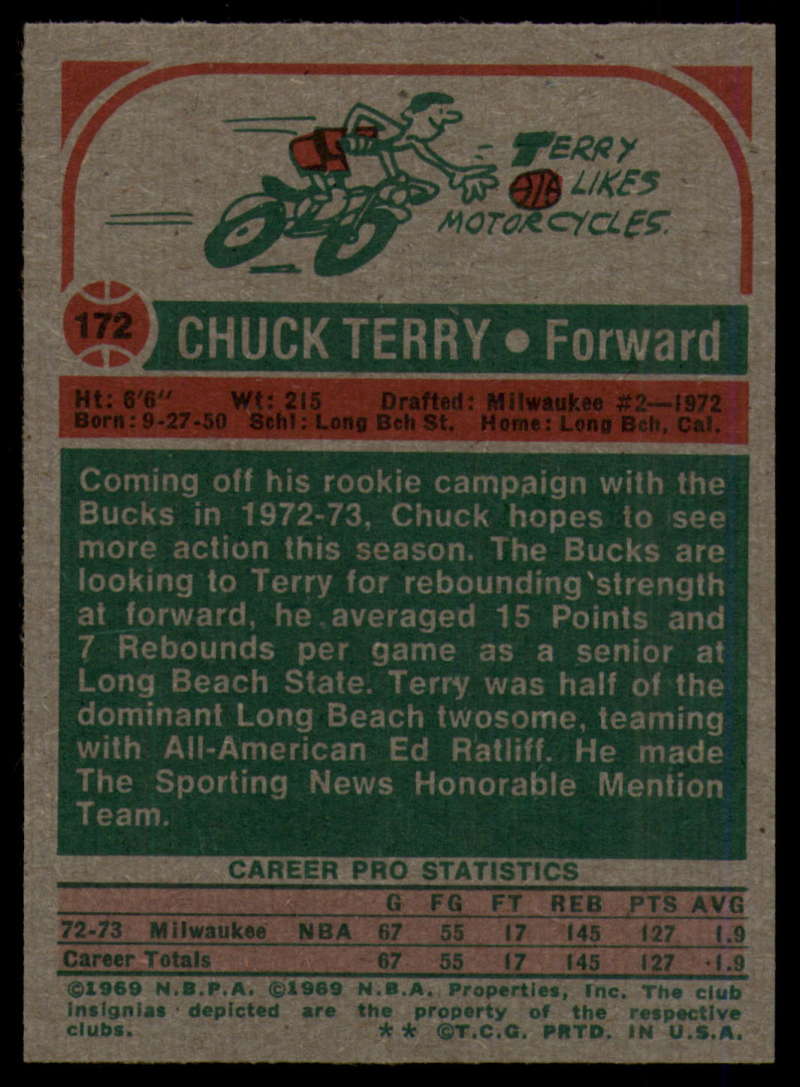 TERRY
LIKES
MOTORCYCLES.
172
CHUCK TERRY • Forward
Ht: 6'6" Wt: 215 Drafted: Milwaukee #2—1972
Born: 9-27-50 Schl: Long Bch St. Home: Long Bch, Cal.
Coming off his rookie campaign with the
Bucks in 1972-73, Chuck hopes to see
more action this season. The Bucks are
looking to Terry for rebounding strength
at forward, he averaged 15 Points and
7 Rebounds per game as a senior at
Long Beach State. Terry was half of the
dominant Long Beach twosome, teaming
with All-American Ed Ratliff. He made
The Sporting News Honorable Mention
Team.
CAREER PRO STATISTICS
G FG FT REB PTS AVG
72-73 Milwaukee NBA 67 55 17 145 127 1.9
Career Totals 67 55 17 145 127 1.9
©1969 N.B.P.A. ©1969 N.B.A. Properties, Inc. The club
insignias depicted are the property of the respective
clubs. ** ©T.C.G. PRTD. IN U.S.A.